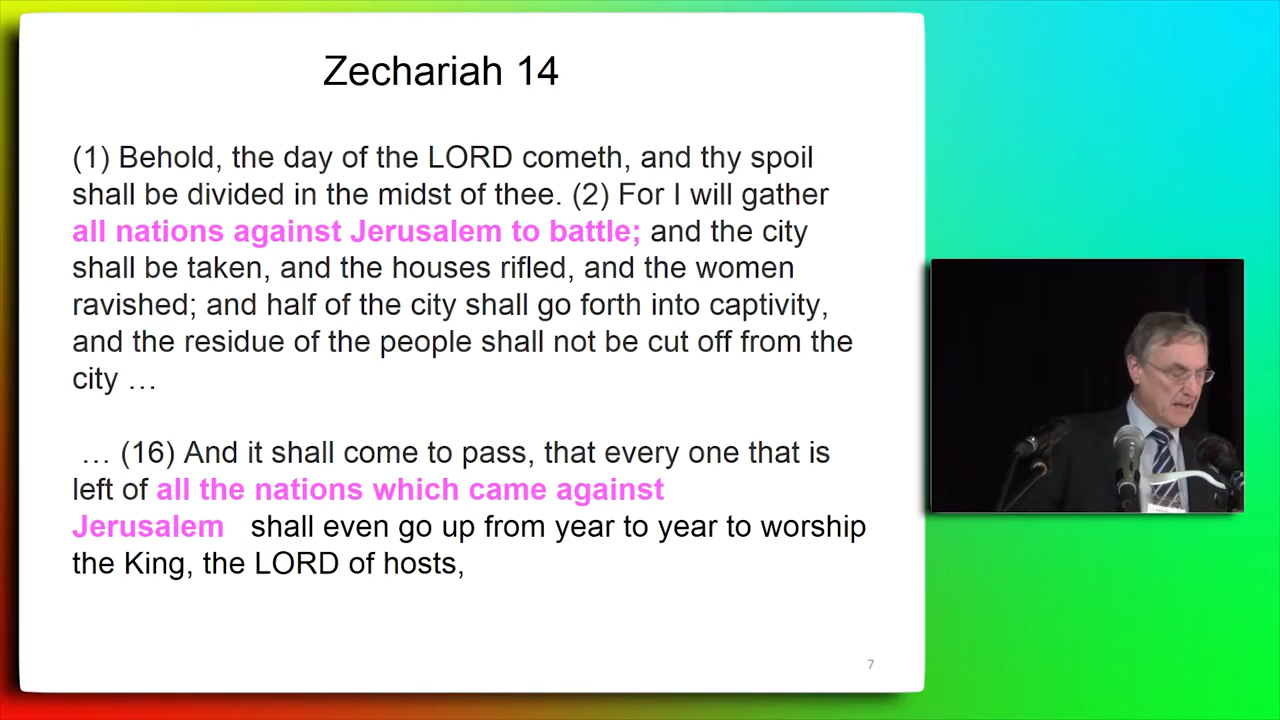 Zechariah 14
(1) Behold, the day of the LORD cometh, and thy spoil
shall be divided in the midst of thee. (2) For I will gather
all nations against Jerusalem to battle; and the city
shall be taken, and the houses rifled, and the women
ravished; and half of the city shall go forth into captivity,
and the residue of the people shall not be cut off from the
city …
… (16) And it shall come to pass, that every one that is
left of all the nations which came against
Jerusalem shall even go up from year to year to worship
the King, the LORD of hosts,
7